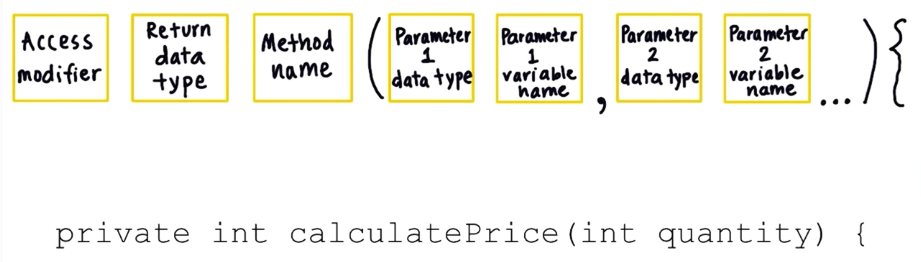 Access modifier Return data type Method name (Parameter 1 data type Parameter 1 variable name , Parameter 2 data type Parameter 2 variable name ...) {
private int calculatePrice(int quantity) {